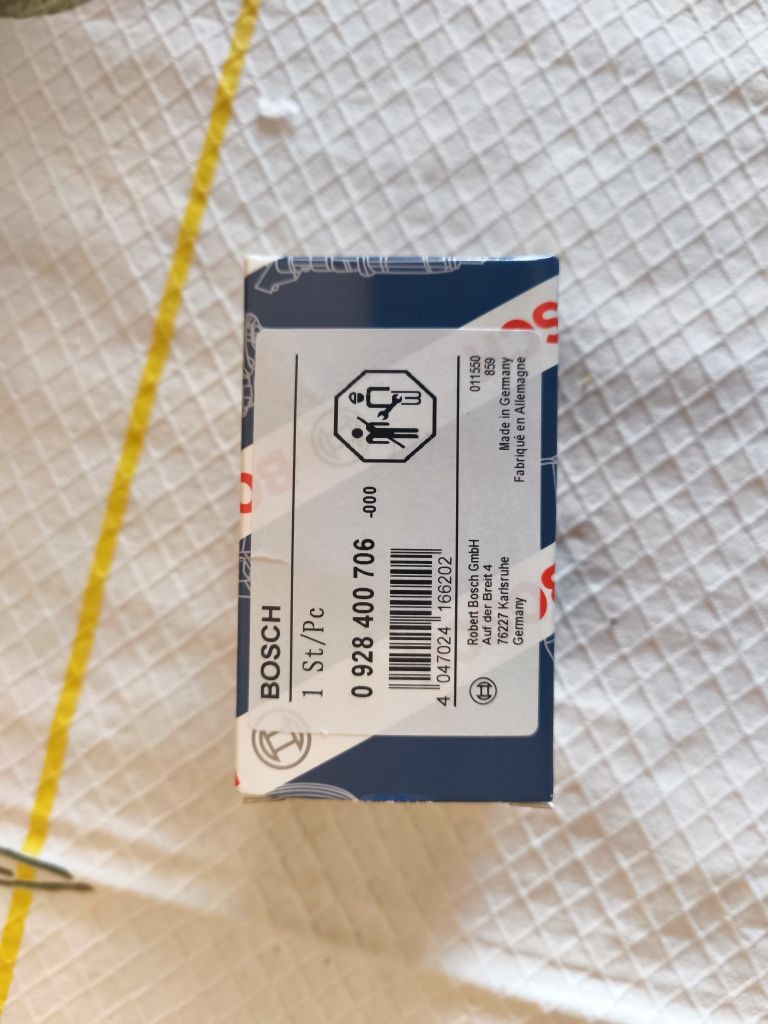 BOSCH
1 St/Pc
0 928 400 706 -000
4 047024 166202
Robert Bosch GmbH
Auf der Breit 4
76227 Karlsruhe
Germany
011550
859
Made in Germany
Fabriqué en Allemagne